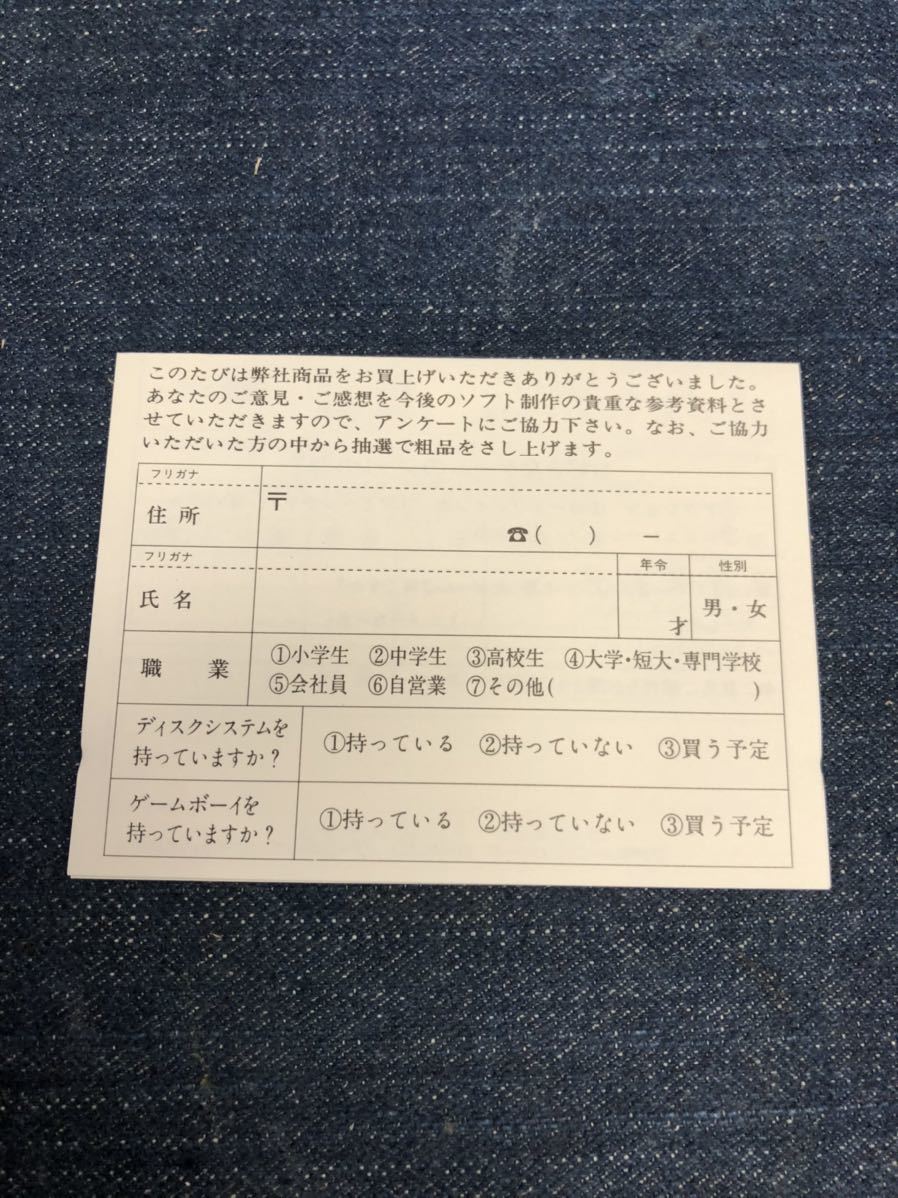 このたびは弊社商品をお買上げいただきありがとうございました。
あなたのご意見・ご感想を今後のソフト制作の貴重な参考資料とさ
せていただきますので、アンケートにご協力下さい。なお、ご協力
いただいた方の中から抽選で粗品をさし上げます。
フリガナ
住所 〒
☎( ) −
フリガナ 年令 性別
氏名 才 男・女
職業 ①小学生 ②中学生 ③高校生 ④大学・短大・専門学校
⑤会社員 ⑥自営業 ⑦その他( )
ディスクシステムを
持っていますか? ①持っている ②持っていない ③買う予定
ゲームボーイを
持っていますか? ①持っている ②持っていない ③買う予定